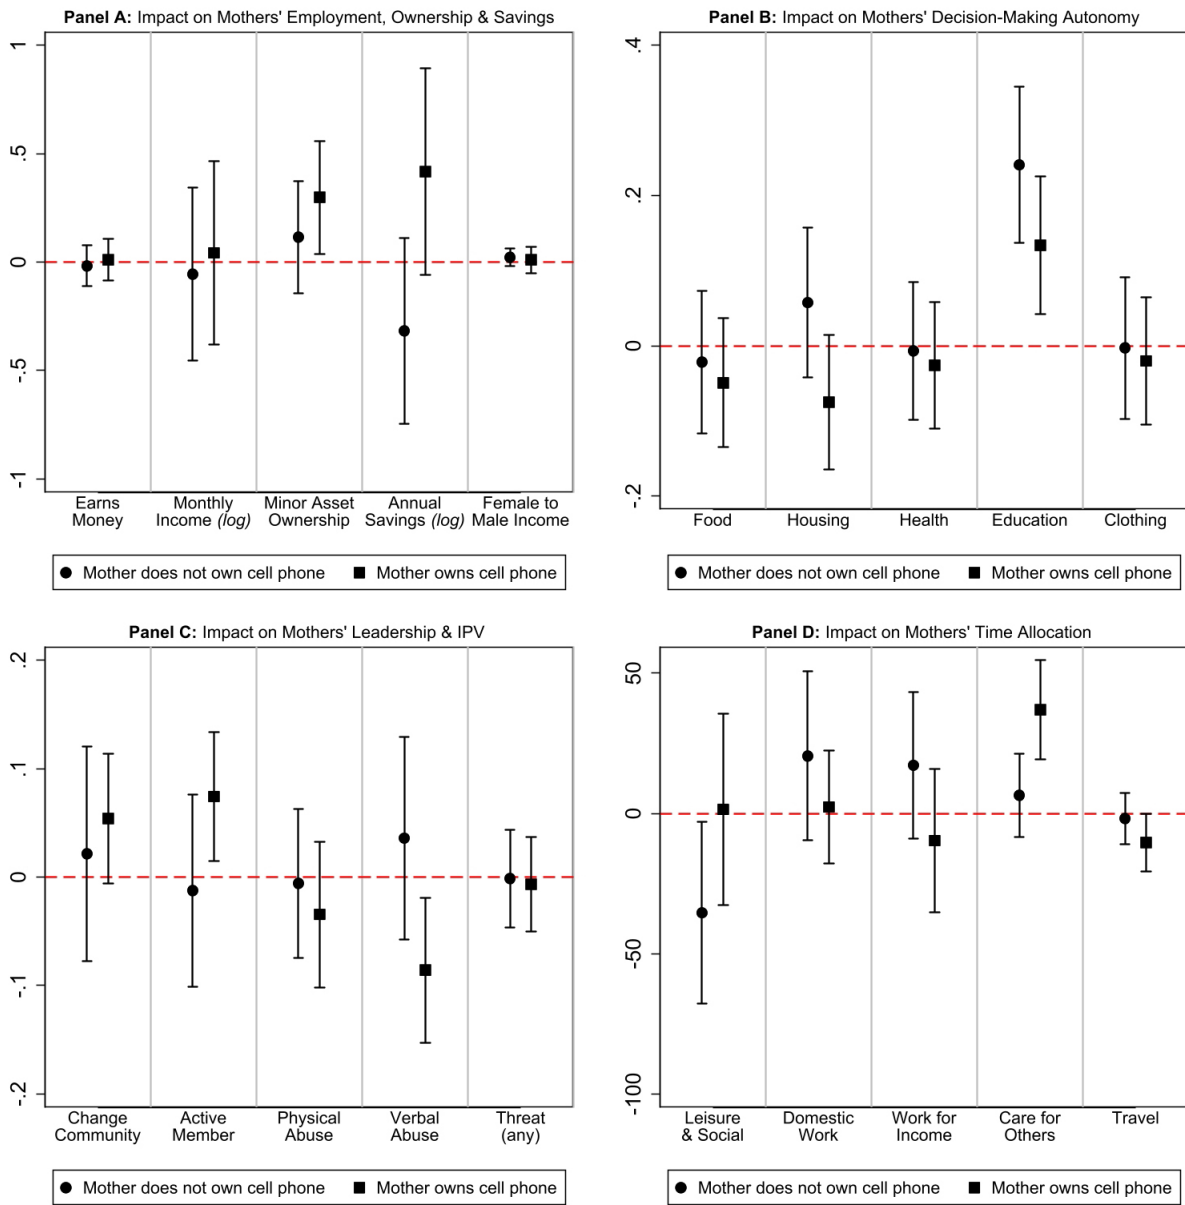 Panel A: Impact on Mothers' Employment, Ownership & Savings
1
.5
0
-.5
-1
Earns
Money
Monthly
Income (log)
Minor Asset
Ownership
Annual
Savings (log)
Female to
Male Income
Mother does not own cell phone
Mother owns cell phone
Panel B: Impact on Mothers' Decision-Making Autonomy
.4
.2
0
-.2
Food
Housing
Health
Education
Clothing
Mother does not own cell phone
Mother owns cell phone
Panel C: Impact on Mothers' Leadership & IPV
.2
.1
0
-.1
-.2
Change
Community
Active
Member
Physical
Abuse
Verbal
Abuse
Threat
(any)
Mother does not own cell phone
Mother owns cell phone
Panel D: Impact on Mothers' Time Allocation
50
0
-50
-100
Leisure
& Social
Domestic
Work
Work for
Income
Care for
Others
Travel
Mother does not own cell phone
Mother owns cell phone